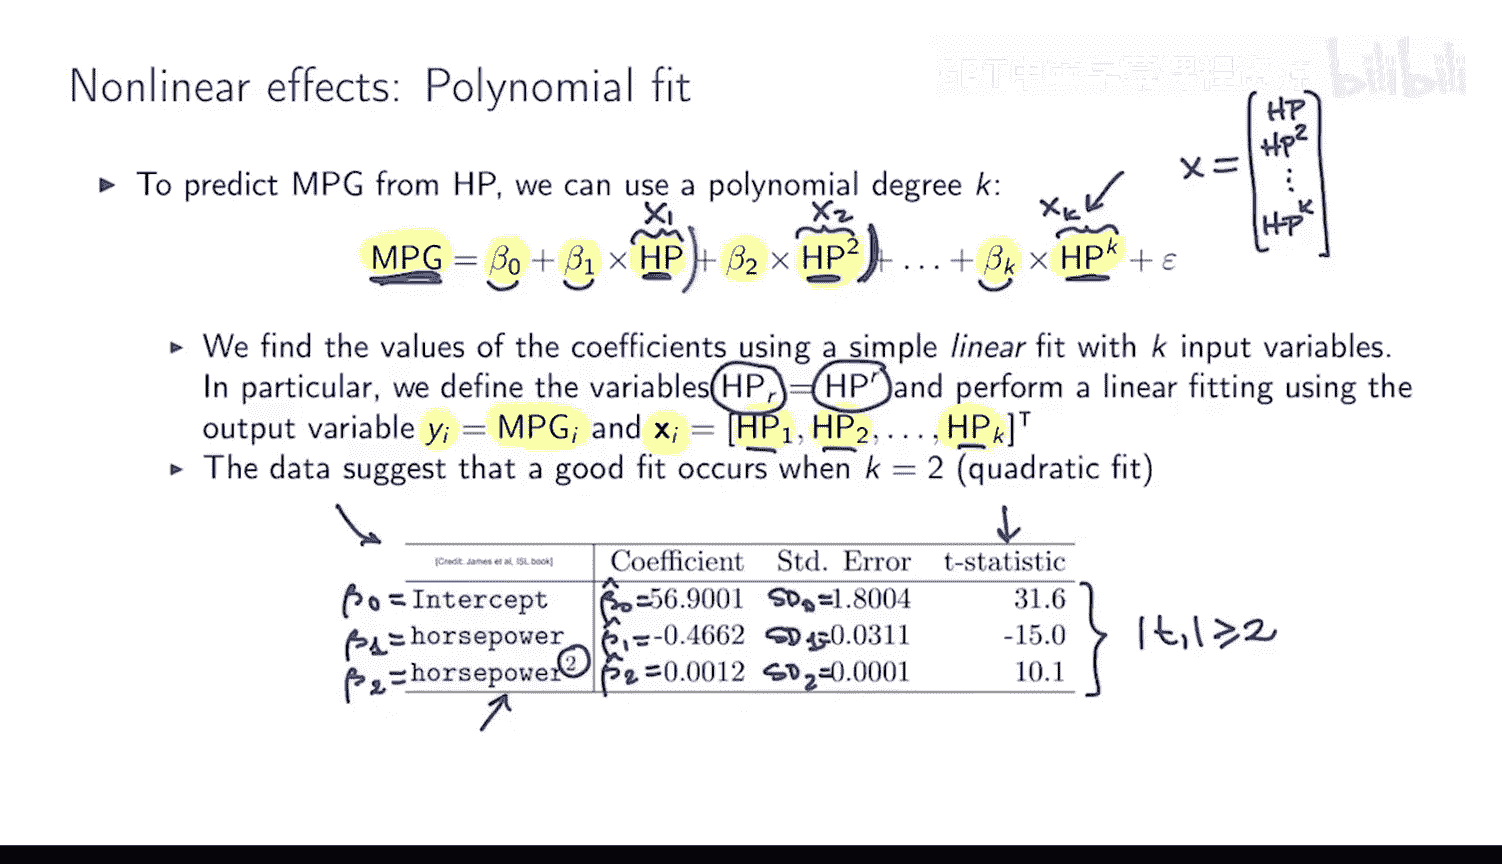 Nonlinear effects: Polynomial fit
bilibili
X = [HP HP² ⋮ HP^K]
▶ To predict MPG from HP, we can use a polynomial degree k:
X₁ X₂ X_k
MPG = β₀ + β₁ × HP + β₂ × HP² + . . . + β_k × HP^k + ε
▶ We find the values of the coefficients using a simple linear fit with k input variables.
In particular, we define the variables HP_r = HP^r and perform a linear fitting using the
output variable y_i = MPG_i and x_i = [HP₁, HP₂, . . . , HP_k]^T
▶ The data suggest that a good fit occurs when k = 2 (quadratic fit)
[Credit: James et al, ISL book] Coefficient Std. Error t-statistic
β₀ = Intercept β̂₀ = 56.9001 SD₀ = 1.8004 31.6
β₁ = horsepower β̂₁ = -0.4662 SD₁ = 0.0311 -15.0
β₂ = horsepower² β̂₂ = 0.0012 SD₂ = 0.0001 10.1
|t₁| ⩾ 2